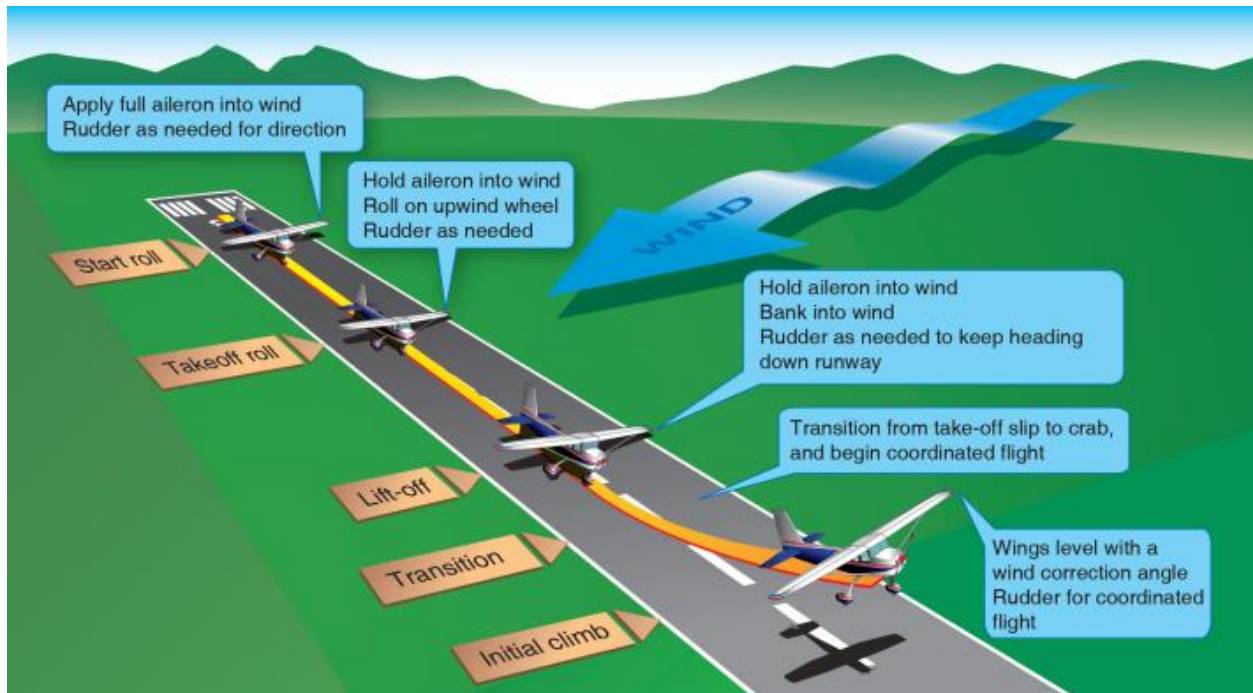 Apply full aileron into wind
Rudder as needed for direction
Hold aileron into wind
Roll on upwind wheel
Rudder as needed
WIND
Start roll
Hold aileron into wind
Bank into wind
Rudder as needed to keep heading
down runway
Takeoff roll
Transition from take-off slip to crab,
and begin coordinated flight
Lift-off
Transition
Wings level with a
wind correction angle
Rudder for coordinated
flight
Initial climb